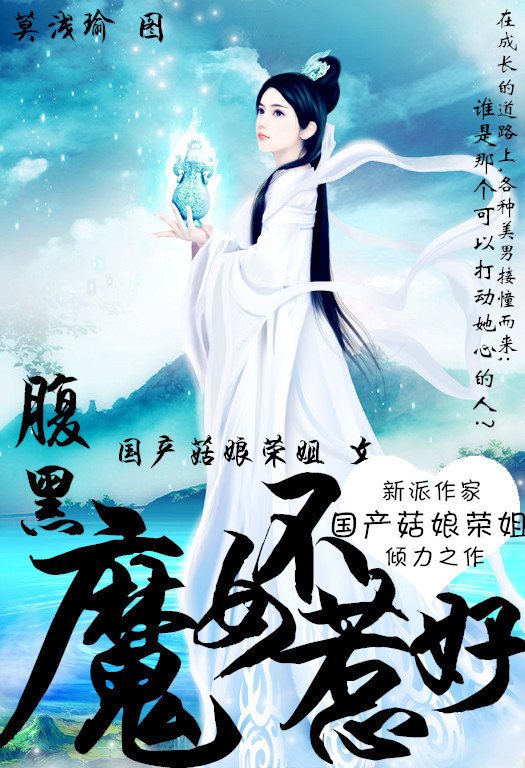 莫浅瑜 图
在成长的道路上,各种美男接憧而来:
谁是那个可以打动她心的人?
国产菇娘荣姐 文
腹黑
魔女不好惹
新派作家
国产菇娘荣姐
倾力之作